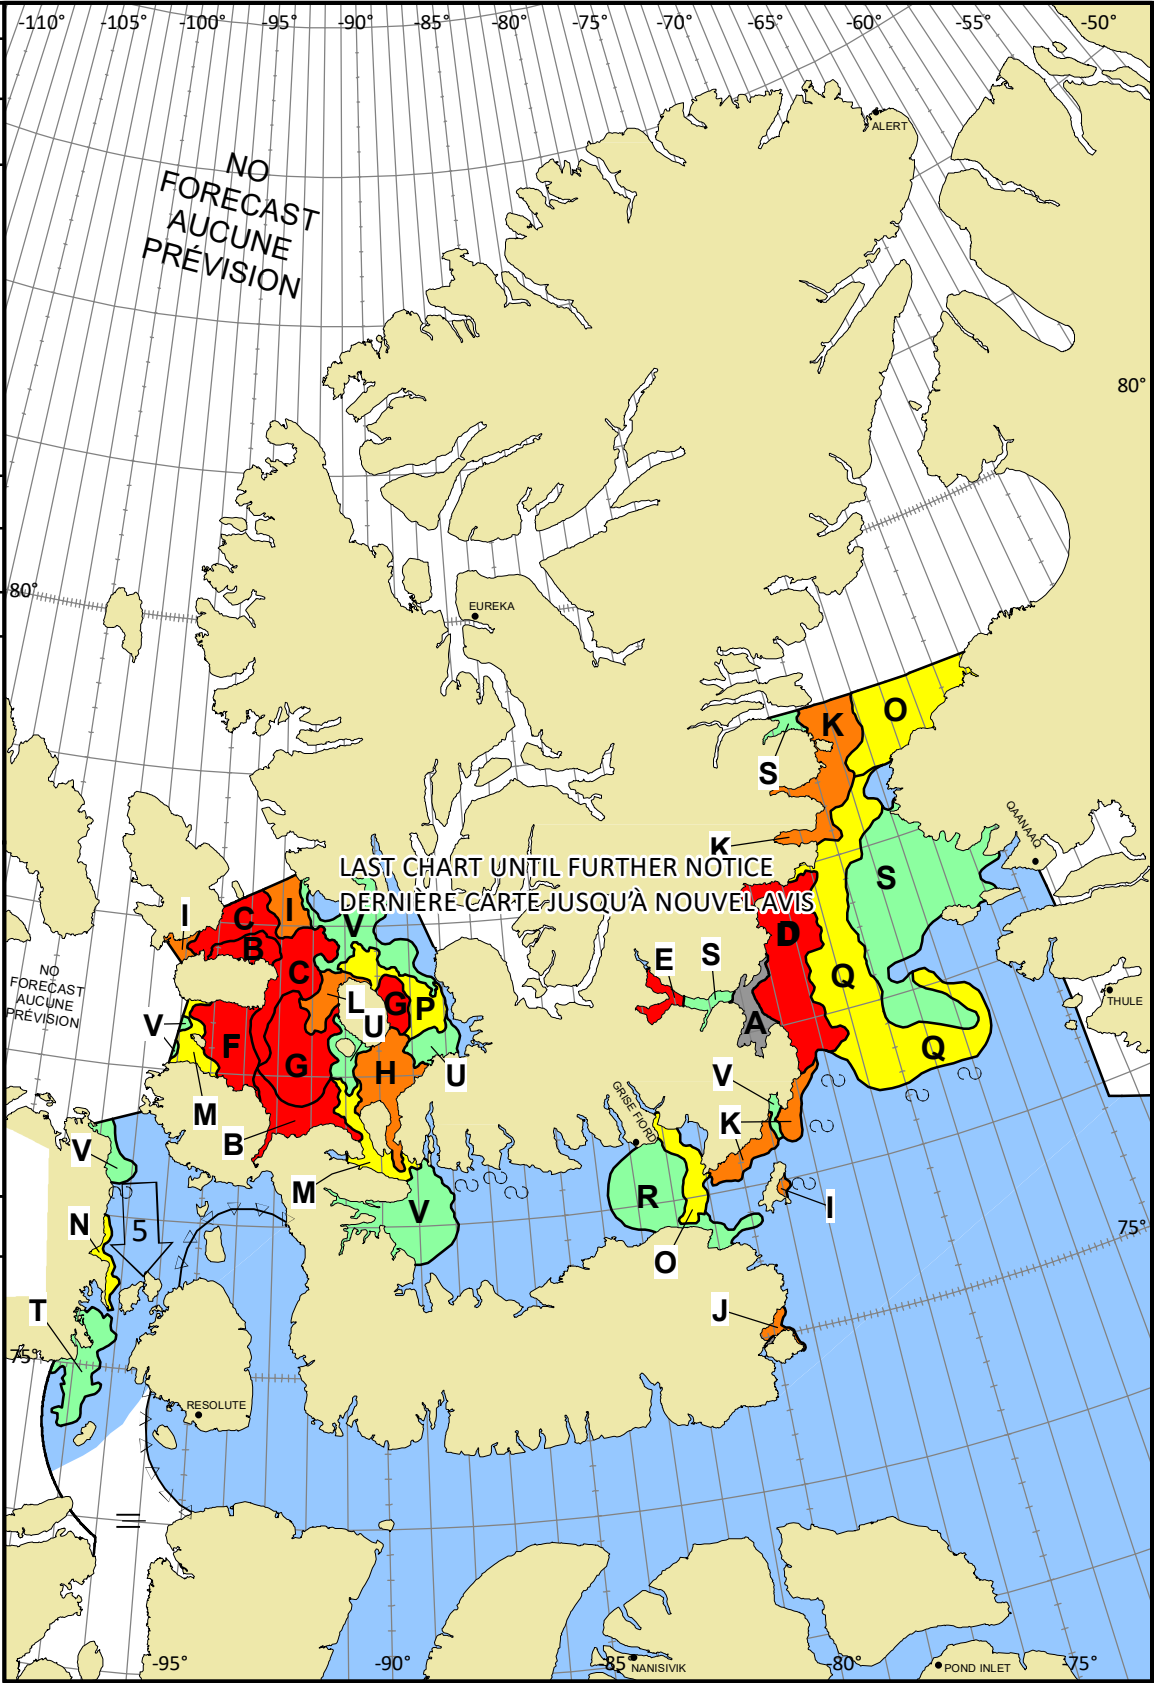 -110° -105° -100° -95° -90° -85° -80° -75 -70° -65° -60° -55° -50°
ALERT
NO
FORECAST
AUCUNE
PRÉVISION
80°
80°
EUREKA
K O
S
QAANAAQ
K
LAST CHART UNTIL FURTHER NOTICE
DERNIÈRE CARTE JUSQU'À NOUVEL AVIS
S
I C I V
B D
C E S
NO
FORECAST
AUCUNE
PRÉVISION
Q
L G P THULE
V U A
F Q
G H U V
GRISE FIORD
M K
B
V
M R I
N 5 V 75°
O
T J
75°
RESOLUTE
-95° -90° -85° -80° -75°
NANISIVIK POND INLET